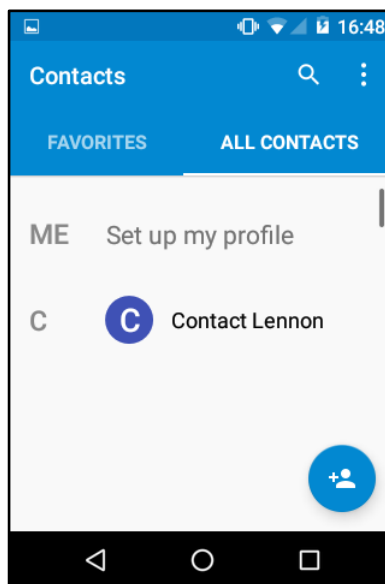 16:48
Contacts
FAVORITES ALL CONTACTS
ME Set up my profile
C C Contact Lennon